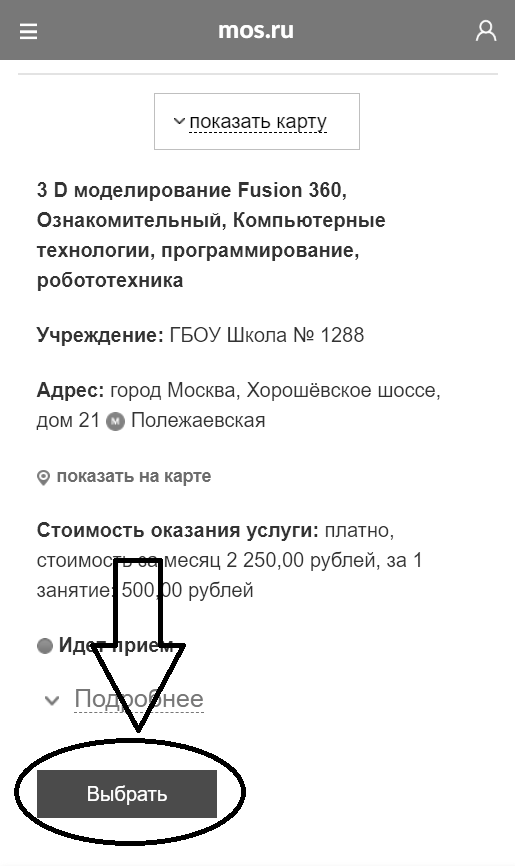 mos.ru
показать карту
3 D моделирование Fusion 360,
Ознакомительный, Компьютерные
технологии, программирование,
робототехника
Учреждение: ГБОУ Школа № 1288
Адрес: город Москва, Хорошёвское шоссе,
дом 21 М Полежаевская
показать на карте
Стоимость оказания услуги: платно,
стоимость за месяц 2 250,00 рублей, за 1
занятие: 500,00 рублей
Идет прием
Подробнее
Выбрать